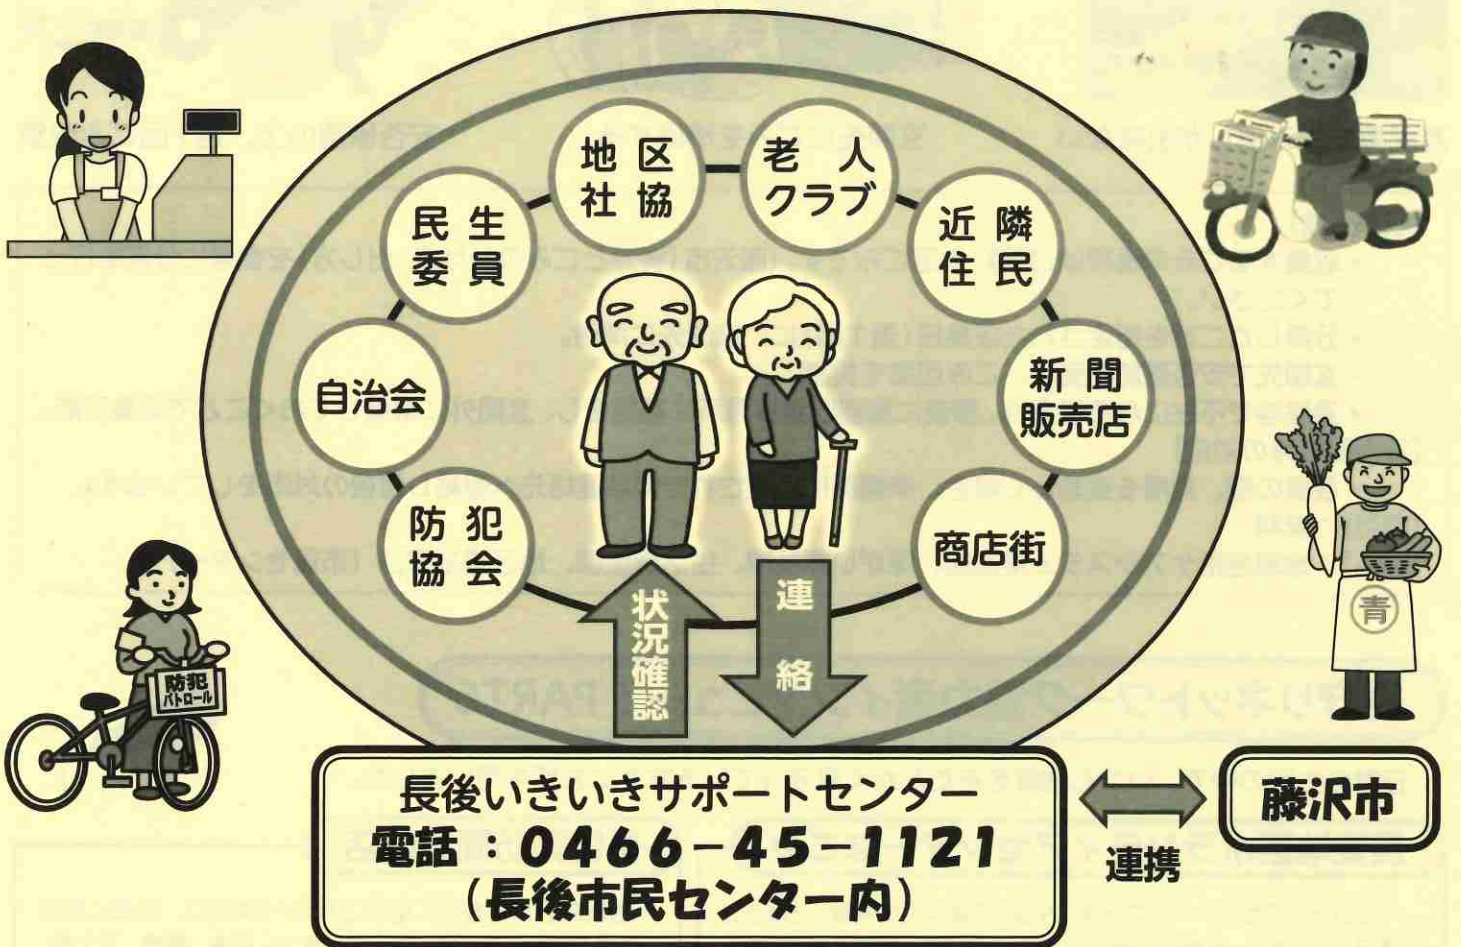 地区
社協
老人
クラブ
民生
委員
近隣
住民
自治会
新聞
販売店
防犯
協会
商店街
状況確認
連絡
青
防犯
パトロール
長後いきいきサポートセンター
電話：0466-45-1121
（長後市民センター内）
連携
藤沢市